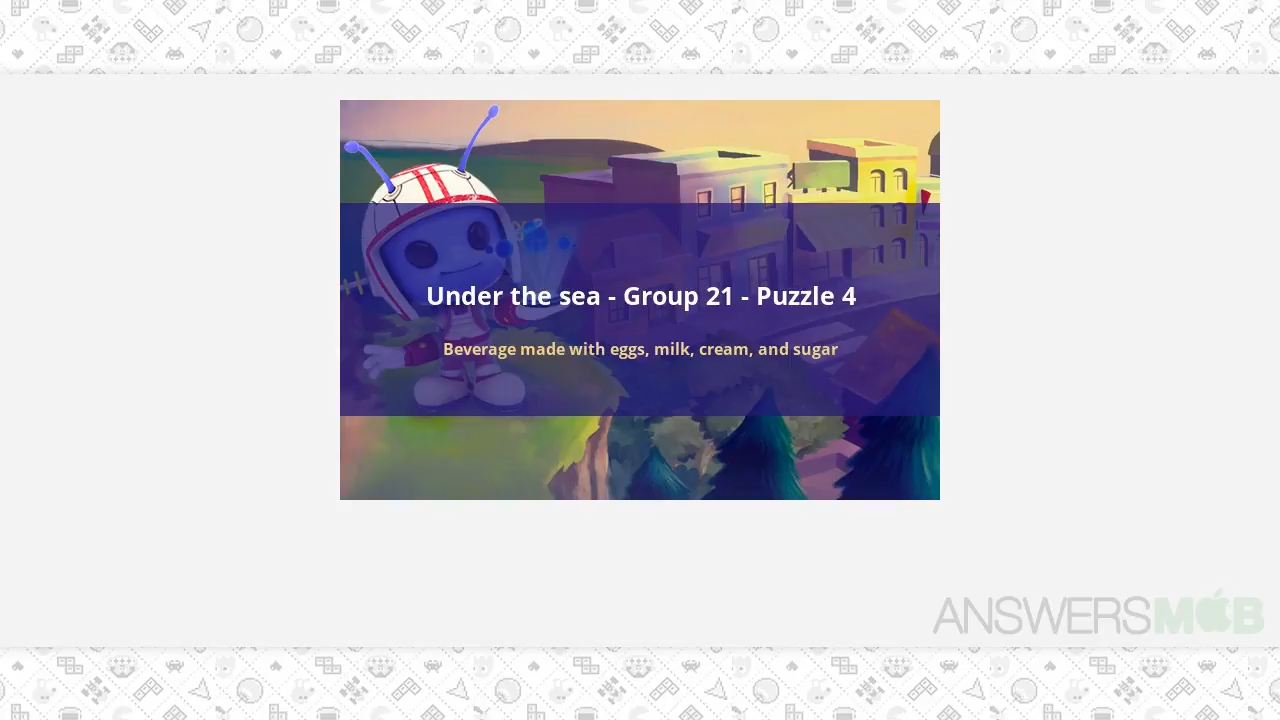 Under the sea - Group 21 - Puzzle 4
Beverage made with eggs, milk, cream, and sugar
ANSWERSMOB